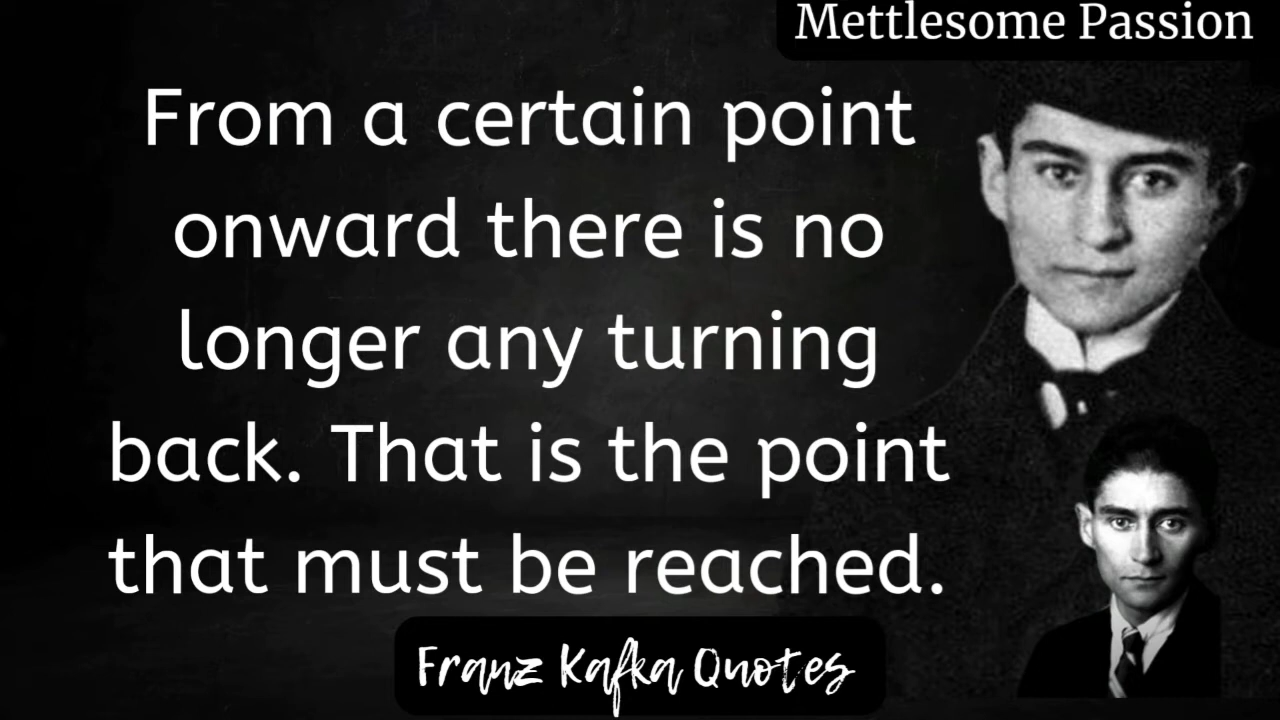 Mettlesome Passion
From a certain point
onward there is no
longer any turning
back. That is the point
that must be reached.
Franz Kafka Quotes